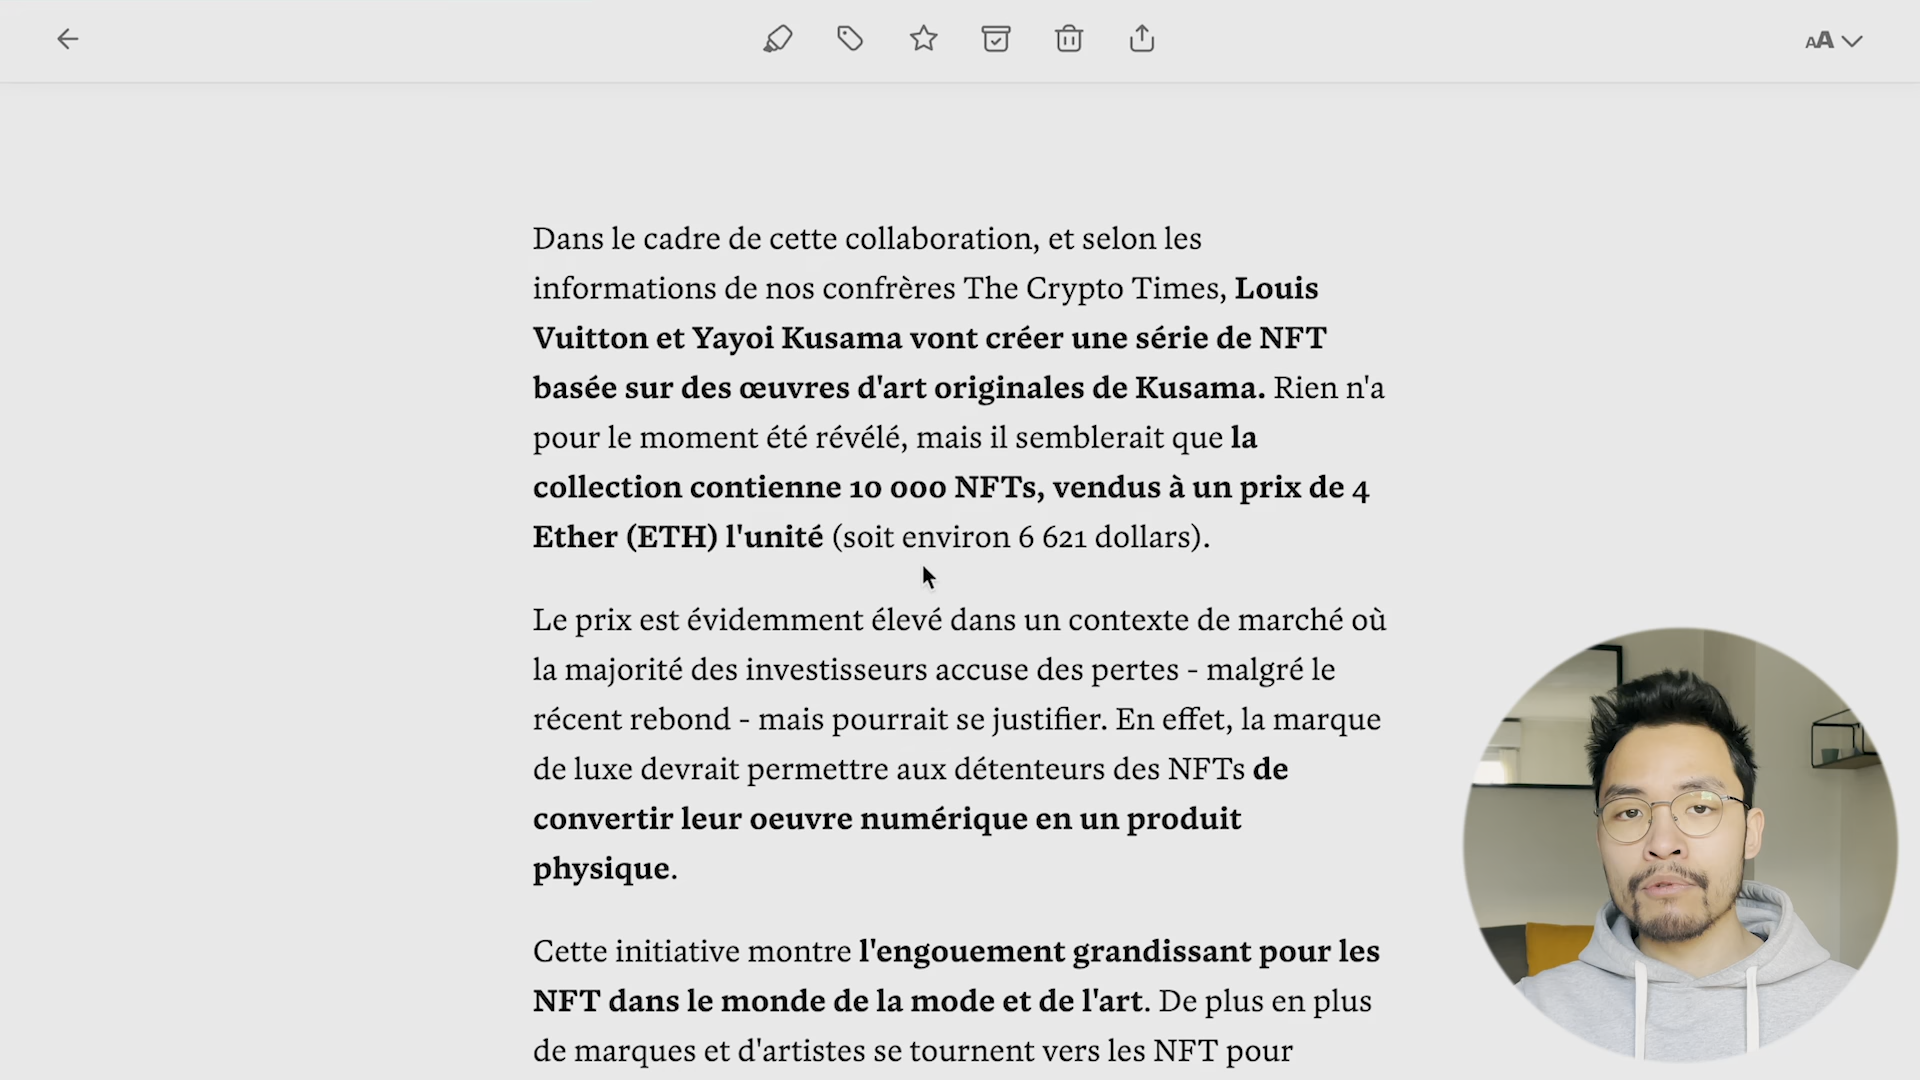 AA
Dans le cadre de cette collaboration, et selon les
informations de nos confrères The Crypto Times, Louis
Vuitton et Yayoi Kusama vont créer une série de NFT
basée sur des œuvres d'art originales de Kusama. Rien n'a
pour le moment été révélé, mais il semblerait que la
collection contienne 10 000 NFTs, vendus à un prix de 4
Ether (ETH) l'unité (soit environ 6 621 dollars).
Le prix est évidemment élevé dans un contexte de marché où
la majorité des investisseurs accuse des pertes - malgré le
récent rebond - mais pourrait se justifier. En effet, la marque
de luxe devrait permettre aux détenteurs des NFTs de
convertir leur oeuvre numérique en un produit
physique.
Cette initiative montre l'engouement grandissant pour les
NFT dans le monde de la mode et de l'art. De plus en plus
de marques et d'artistes se tournent vers les NFT pour